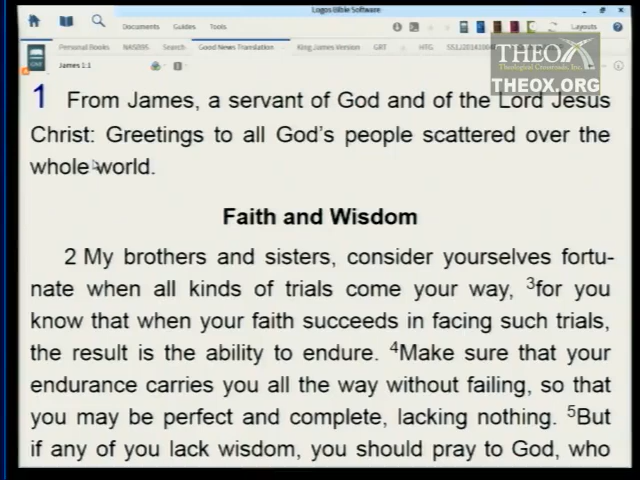 Logos Bible Software
Documents Guides Tools
Layouts
Personal Books NASB95 Search Good News Translation King James Version GRT HTG
James 1:1
THEOX
THEOX.ORG
1 From James, a servant of God and of the Lord Jesus
Christ: Greetings to all God's people scattered over the
whole world.
Faith and Wisdom
2 My brothers and sisters, consider yourselves fortu-
nate when all kinds of trials come your way, 3for you
know that when your faith succeeds in facing such trials,
the result is the ability to endure. 4Make sure that your
endurance carries you all the way without failing, so that
you may be perfect and complete, lacking nothing. 5But
if any of you lack wisdom, you should pray to God, who